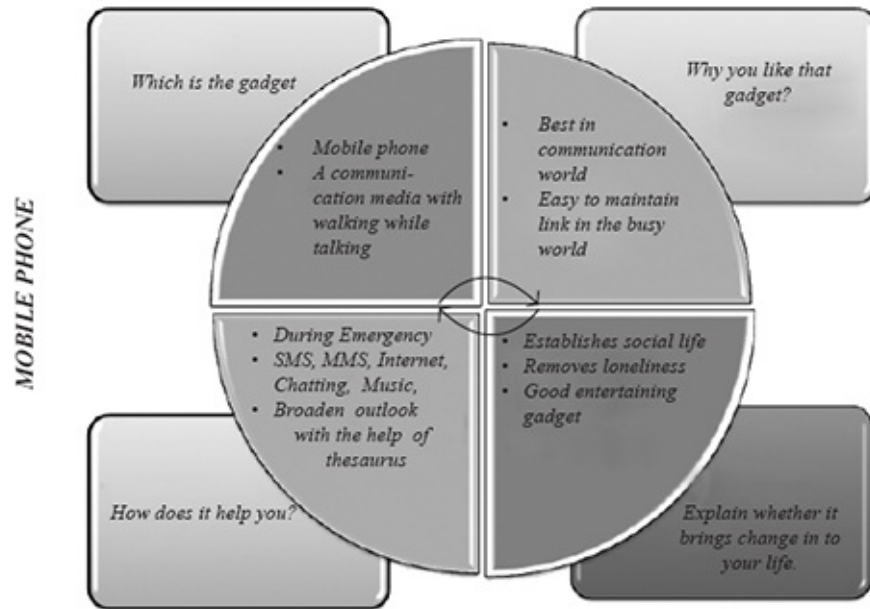 MOBILE PHONE
Which is the gadget
• Mobile phone
• A communi-
cation media with
walking while
talking
Why you like that
gadget?
• Best in
communication
world
• Easy to maintain
link in the busy
world
• During Emergency
• SMS, MMS, Internet,
Chatting, Music,
• Broaden outlook
with the help of
thesaurus
How does it help you?
• Establishes social life
• Removes loneliness
• Good entertaining
gadget
Explain whether it
brings change in to
your life.